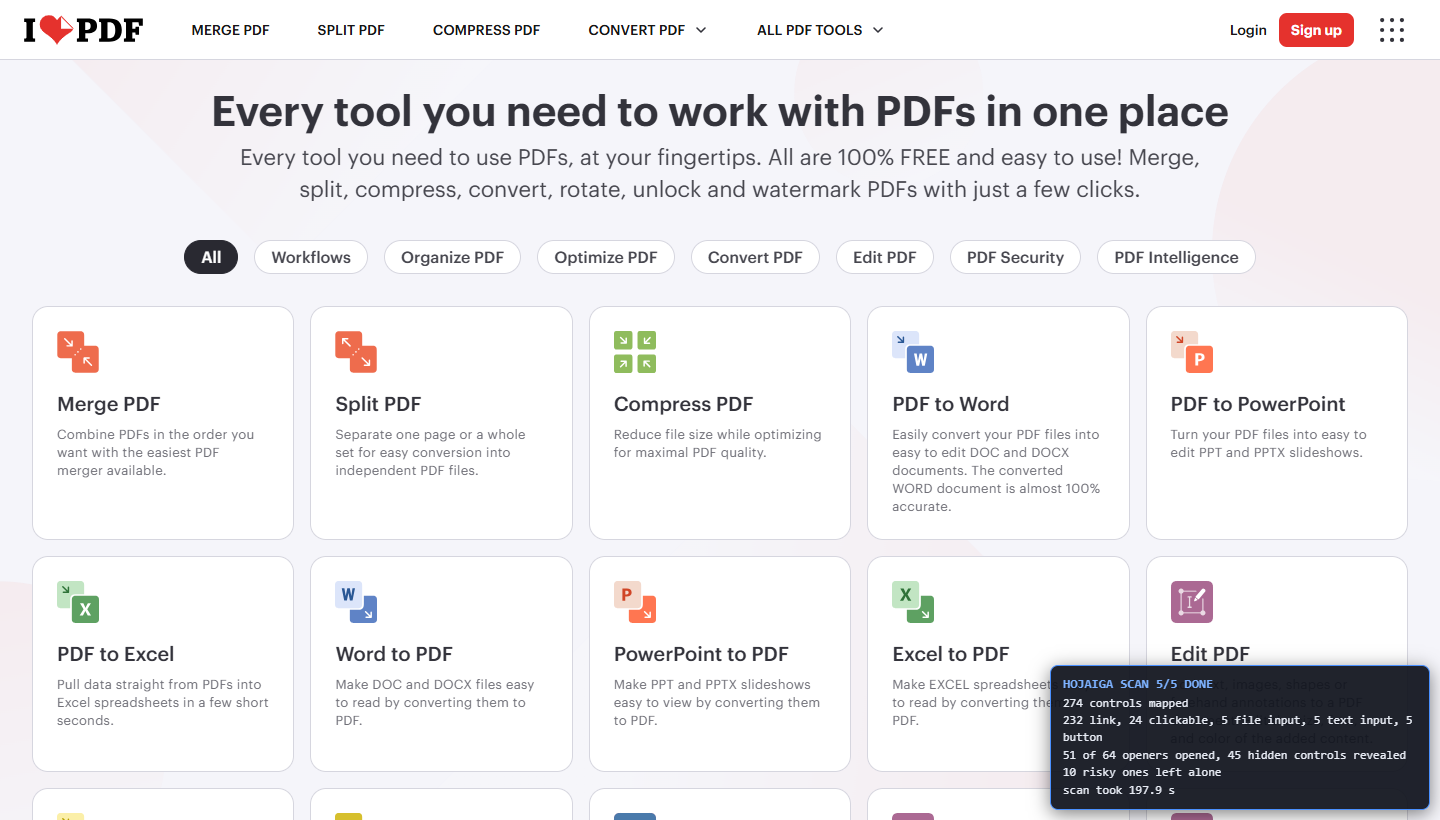 I PDF
MERGE PDF
SPLIT PDF
COMPRESS PDF
CONVERT PDF
ALL PDF TOOLS
Login
Sign up
Every tool you need to work with PDFs in one place
Every tool you need to use PDFs, at your fingertips. All are 100% FREE and easy to use! Merge,
split, compress, convert, rotate, unlock and watermark PDFs with just a few clicks.
All
Workflows
Organize PDF
Optimize PDF
Convert PDF
Edit PDF
PDF Security
PDF Intelligence
Merge PDF
Combine PDFs in the order you
want with the easiest PDF
merger available.
Split PDF
Separate one page or a whole
set for easy conversion into
independent PDF files.
Compress PDF
Reduce file size while optimizing
for maximal PDF quality.
W
PDF to Word
Easily convert your PDF files into
easy to edit DOC and DOCX
documents. The converted
WORD document is almost 100%
accurate.
P
PDF to PowerPoint
Turn your PDF files into easy to
edit PPT and PPTX slideshows.
X
PDF to Excel
Pull data straight from PDFs into
Excel spreadsheets in a few short
seconds.
W
Word to PDF
Make DOC and DOCX files easy
to read by converting them to
PDF.
P
PowerPoint to PDF
Make PPT and PPTX slideshows
easy to view by converting them
to PDF.
X
Excel to PDF
Make EXCEL spreadsheets
to read by converting
PDF.
Edit PDF
HOJAIGA SCAN 5/5 DONE
274 controls mapped
232 link, 24 clickable, 5 file input, 5 text input, 5
button
51 of 64 openers opened, 45 hidden controls revealed
10 risky ones left alone
scan took 197.9 s